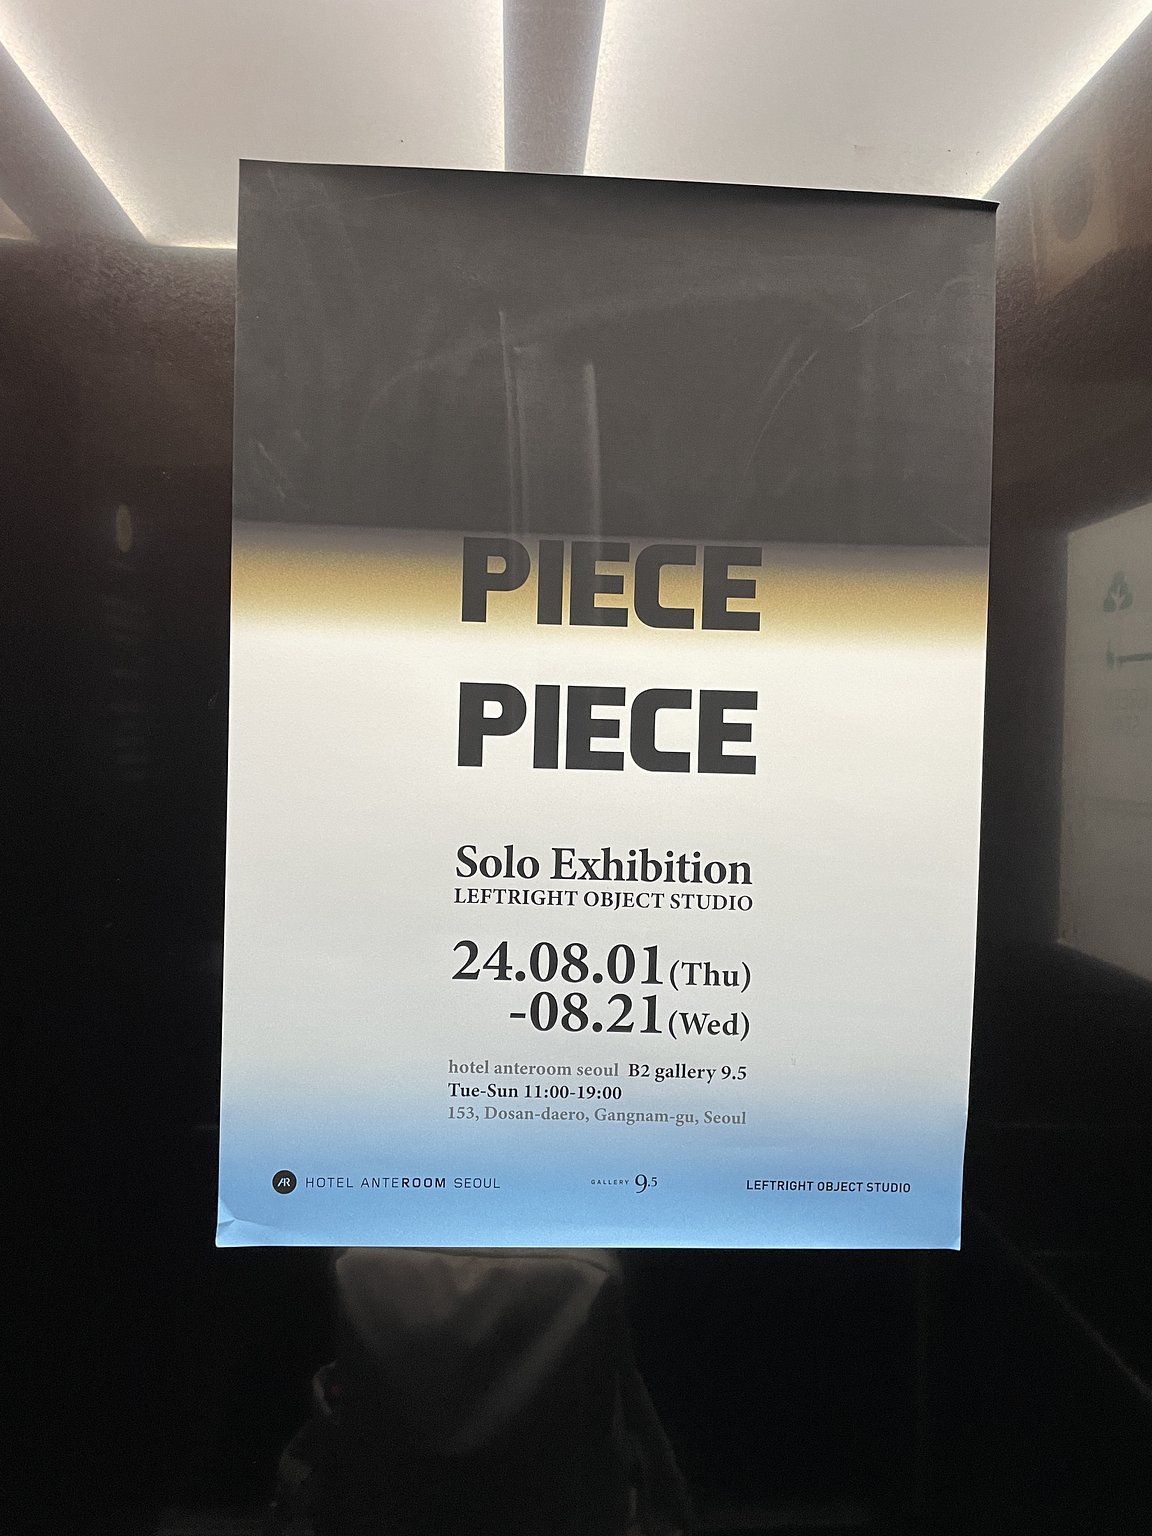 PIECE
PIECE
Solo Exhibition
LEFTRIGHT OBJECT STUDIO
24.08.01(Thu)
-08.21(Wed)
hotel anteroom seoul B2 gallery 9.5
Tue-Sun 11:00-19:00
153, Dosan-daero, Gangnam-gu, Seoul
AR HOTEL ANTEROOM SEOUL GALLERY 9.5 LEFTRIGHT OBJECT STUDIO